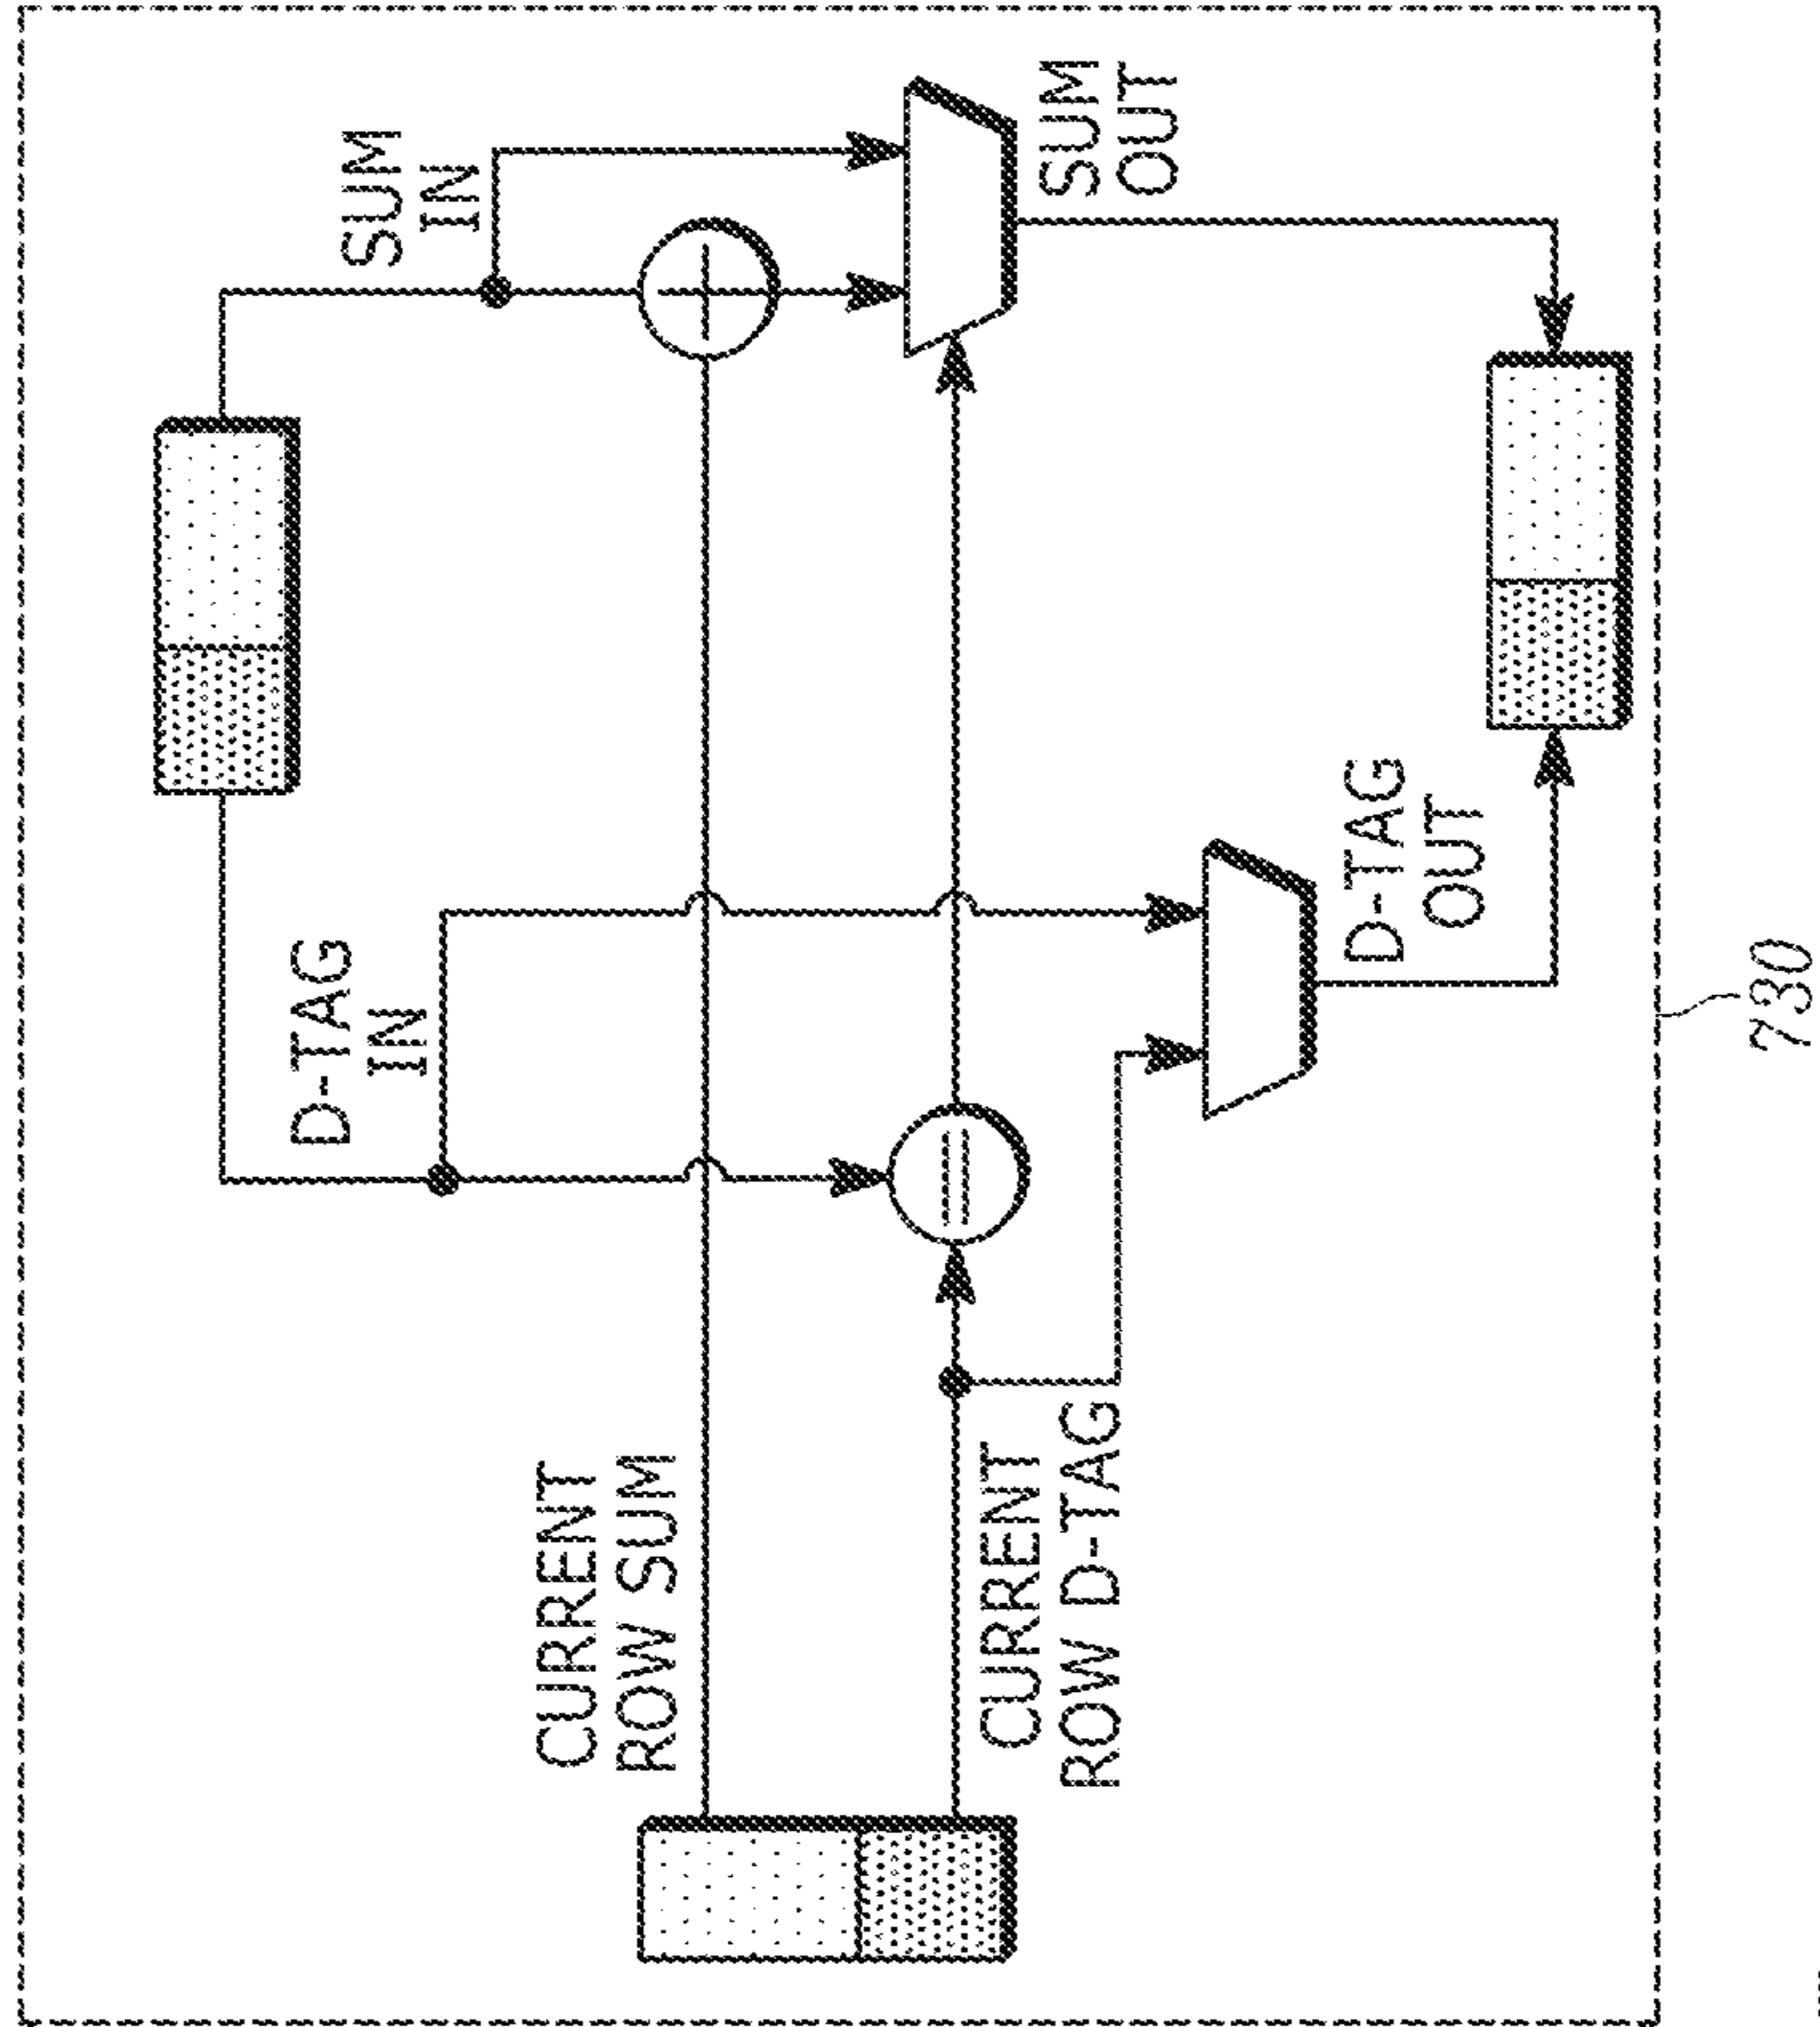 SUM
IN
SUM
OUT
D-TAG
IN
D-TAG
OUT
CURRENT
ROW SUM
CURRENT
ROW D-TAG
730